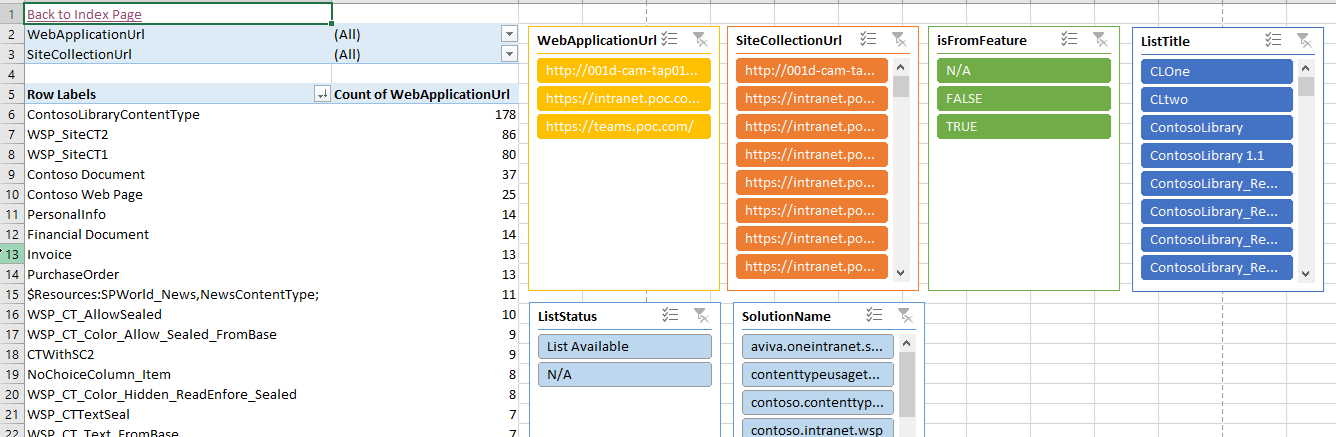 1 Back to Index Page
2 WebApplicationUrl (All)
3 SiteCollectionUrl (All)
4
5 Row Labels Count of WebApplicationUrl
6 ContosoLibraryContentType 178
7 WSP_SiteCT2 86
8 WSP_SiteCT1 80
9 Contoso Document 37
10 Contoso Web Page 25
11 PersonalInfo 14
12 Financial Document 14
13 Invoice 13
14 PurchaseOrder 13
15 $Resources:SPWorld_News,NewsContentType; 11
16 WSP_CT_AllowSealed 10
17 WSP_CT_Color_Allow_Sealed_FromBase 9
18 CTWithSC2 9
19 NoChoiceColumn_Item 8
20 WSP_CT_Color_Hidden_ReadEnfore_Sealed 8
21 WSP_CTTextSeal 7
22 WSP_CT_Text_FromBase 7
WebApplicationUrl
http://001d-cam-tap01...
https://intranet.poc.co...
https://teams.poc.com/
SiteCollectionUrl
http://001d-cam-ta...
https://intranet.po...
https://intranet.po...
https://intranet.po...
https://intranet.po...
https://intranet.po...
https://intranet.po...
https://intranet.po...
isFromFeature
N/A
FALSE
TRUE
ListTitle
CLOne
CLtwo
ContosoLibrary
ContosoLibrary 1.1
ContosoLibrary_Re...
ContosoLibrary_Re...
ContosoLibrary_Re...
ContosoLibrary_Re...
ListStatus
List Available
N/A
SolutionName
aviva.oneintranet.s...
contenttypeusaget...
contoso.contenttyp...
contoso.intranet.wsp